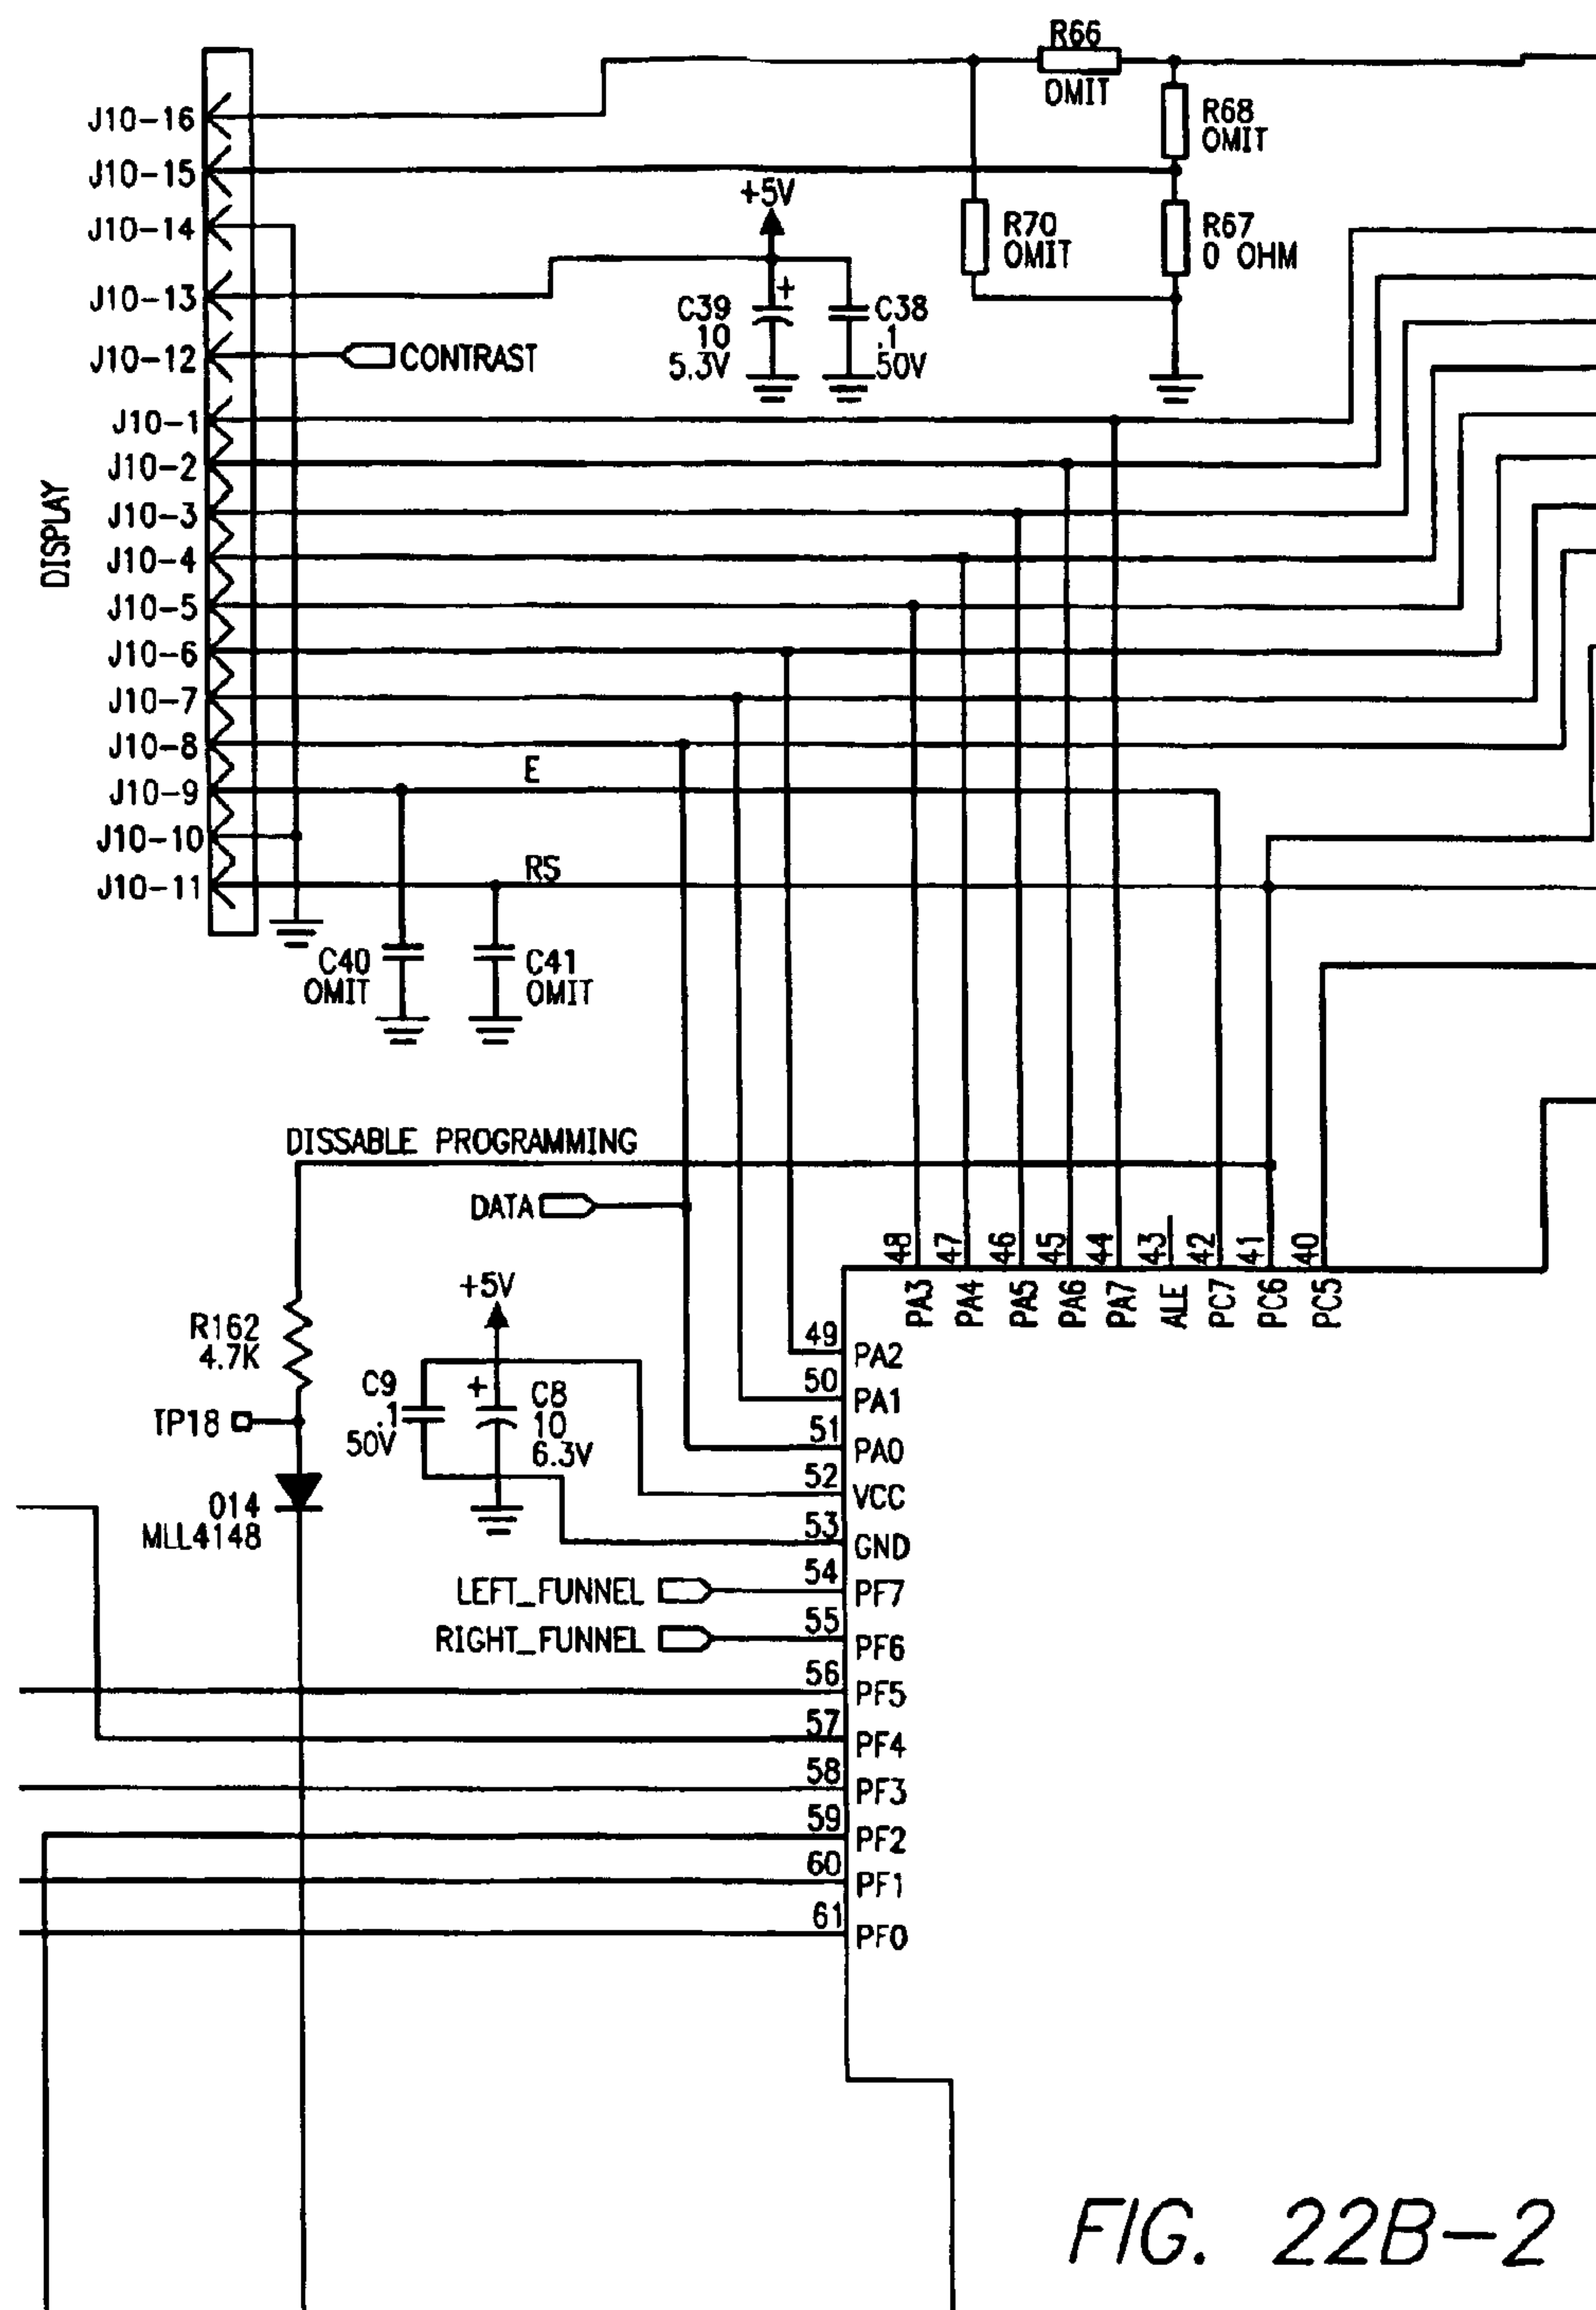 R66
OMIT
J10-16
R68
OMIT
J10-15
+5V
J10-14
R70
OMIT
R67
0 OHM
J10-13
C39
10
5.3V
+
C38
.1
50V
J10-12
CONTRAST
J10-1
J10-2
DISPLAY
J10-3
J10-4
J10-5
J10-6
J10-7
J10-8
E
J10-9
J10-10
RS
J10-11
C40
OMIT
C41
OMIT
DISSABLE PROGRAMMING
DATA
48
47
46
45
44
43
42
41
40
PA3
PA4
PA5
PA6
PA7
ALE
PC7
PC6
PC5
+5V
R162
4.7K
49
PA2
C9
.1
50V
+
C8
10
6.3V
50
PA1
TP18
51
PA0
52
VCC
014
MLL4148
53
GND
LEFT_FUNNEL
54
PF7
RIGHT_FUNNEL
55
PF6
56
PF5
57
PF4
58
PF3
59
PF2
60
PF1
61
PF0
FIG. 22B-2